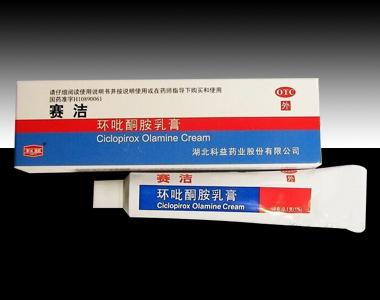 请仔细阅读使用说明书并按说明使用或在药师指导下购买和使用
国药准字H10890061
OTC
外
赛洁
环吡酮胺乳膏
Ciclopirox Olamine Cream
湖北科益药业股份有限公司
赛洁
外
环吡酮胺乳膏
Ciclopirox Olamine Cream